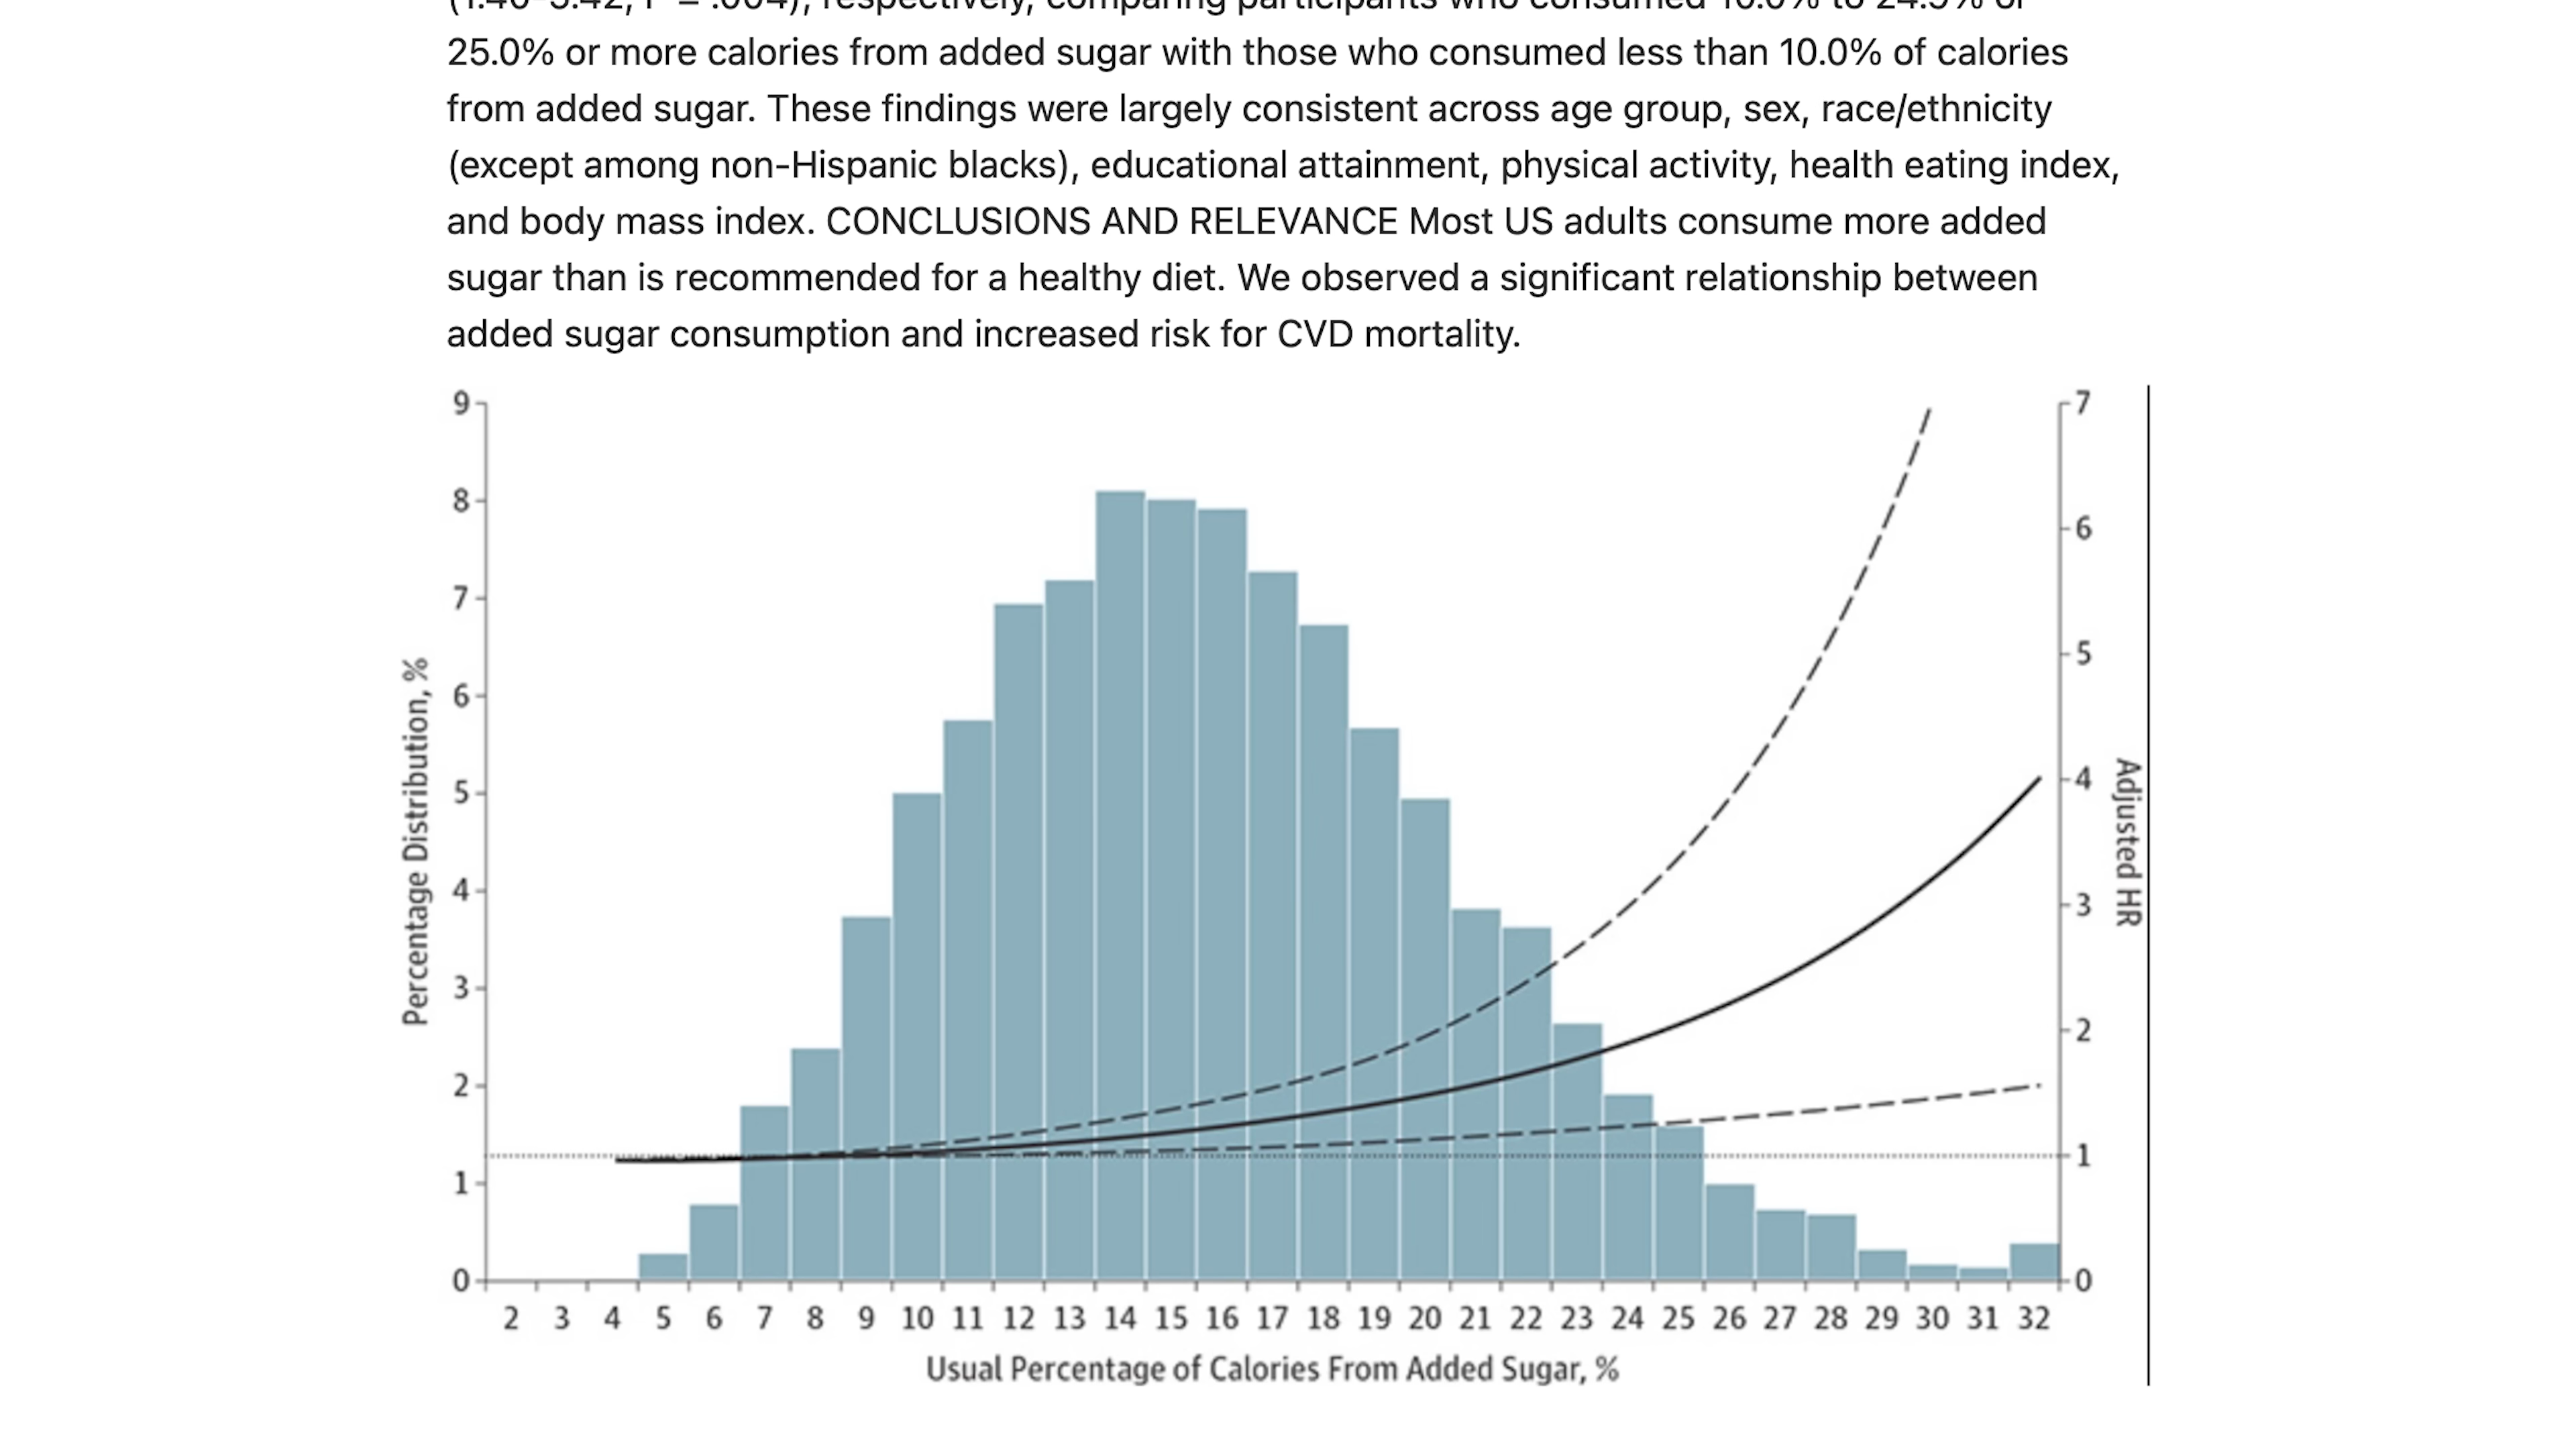 25.0% or more calories from added sugar with those who consumed less than 10.0% of calories
from added sugar. These findings were largely consistent across age group, sex, race/ethnicity
(except among non-Hispanic blacks), educational attainment, physical activity, health eating index,
and body mass index. CONCLUSIONS AND RELEVANCE Most US adults consume more added
sugar than is recommended for a healthy diet. We observed a significant relationship between
added sugar consumption and increased risk for CVD mortality.
9
8
7
6
5
4
3
2
1
0
Percentage Distribution, %
7
6
5
4
3
2
1
0
Adjusted HR
2 3 4 5 6 7 8 9 10 11 12 13 14 15 16 17 18 19 20 21 22 23 24 25 26 27 28 29 30 31 32
Usual Percentage of Calories From Added Sugar, %